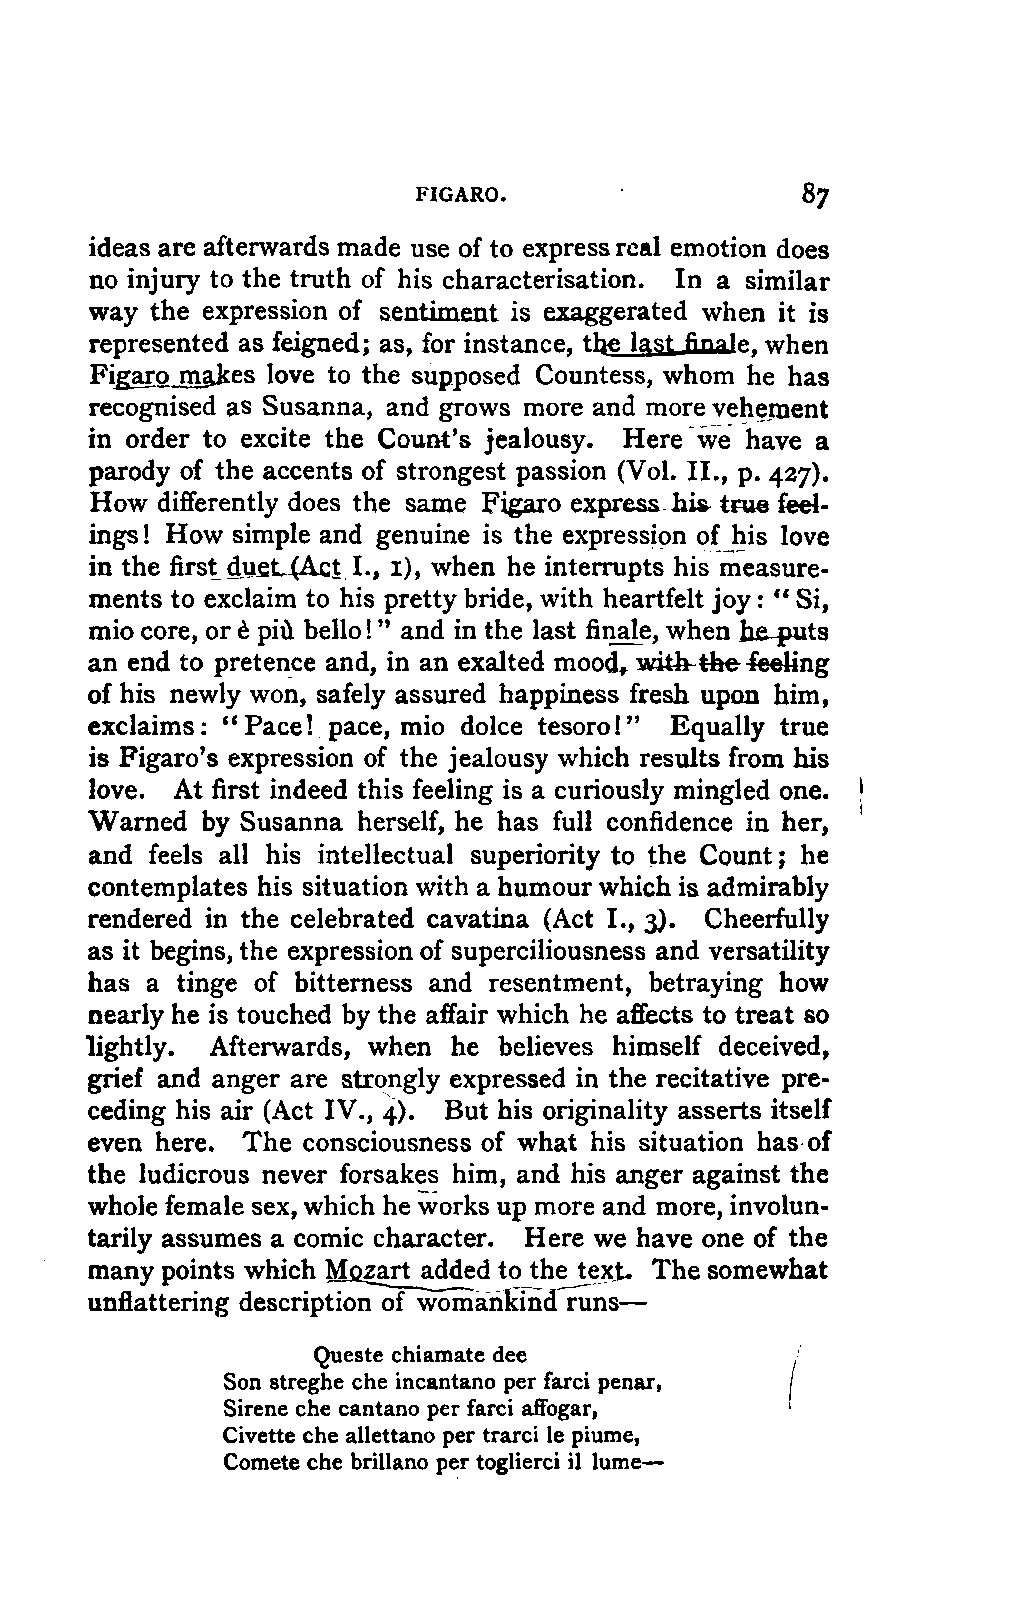 FIGARO. 87
ideas are afterwards made use of to express real emotion does
no injury to the truth of his characterisation. In a similar
way the expression of sentiment is exaggerated when it is
represented as feigned; as, for instance, the last finale, when
Figaro makes love to the supposed Countess, whom he has
recognised as Susanna, and grows more and more vehement
in order to excite the Count's jealousy. Here we have a
parody of the accents of strongest passion (Vol. II., p. 427).
How differently does the same Figaro express his true feel-
ings! How simple and genuine is the expression of his love
in the first duet (Act I., 1), when he interrupts his measure-
ments to exclaim to his pretty bride, with heartfelt joy: "Si,
mio core, or è più bello!" and in the last finale, when he puts
an end to pretence and, in an exalted mood, with the feeling
of his newly won, safely assured happiness fresh upon him,
exclaims: "Pace! pace, mio dolce tesoro!" Equally true
is Figaro's expression of the jealousy which results from his
love. At first indeed this feeling is a curiously mingled one.
Warned by Susanna herself, he has full confidence in her,
and feels all his intellectual superiority to the Count; he
contemplates his situation with a humour which is admirably
rendered in the celebrated cavatina (Act I., 3). Cheerfully
as it begins, the expression of superciliousness and versatility
has a tinge of bitterness and resentment, betraying how
nearly he is touched by the affair which he affects to treat so
lightly. Afterwards, when he believes himself deceived,
grief and anger are strongly expressed in the recitative pre-
ceding his air (Act IV., 4). But his originality asserts itself
even here. The consciousness of what his situation has of
the ludicrous never forsakes him, and his anger against the
whole female sex, which he works up more and more, involun-
tarily assumes a comic character. Here we have one of the
many points which Mozart added to the text. The somewhat
unflattering description of womankind runs—
Queste chiamate dee
Son streghe che incantano per farci penar,
Sirene che cantano per farci affogar,
Civette che allettano per trarci le piume,
Comete che brillano per toglierci il lume—